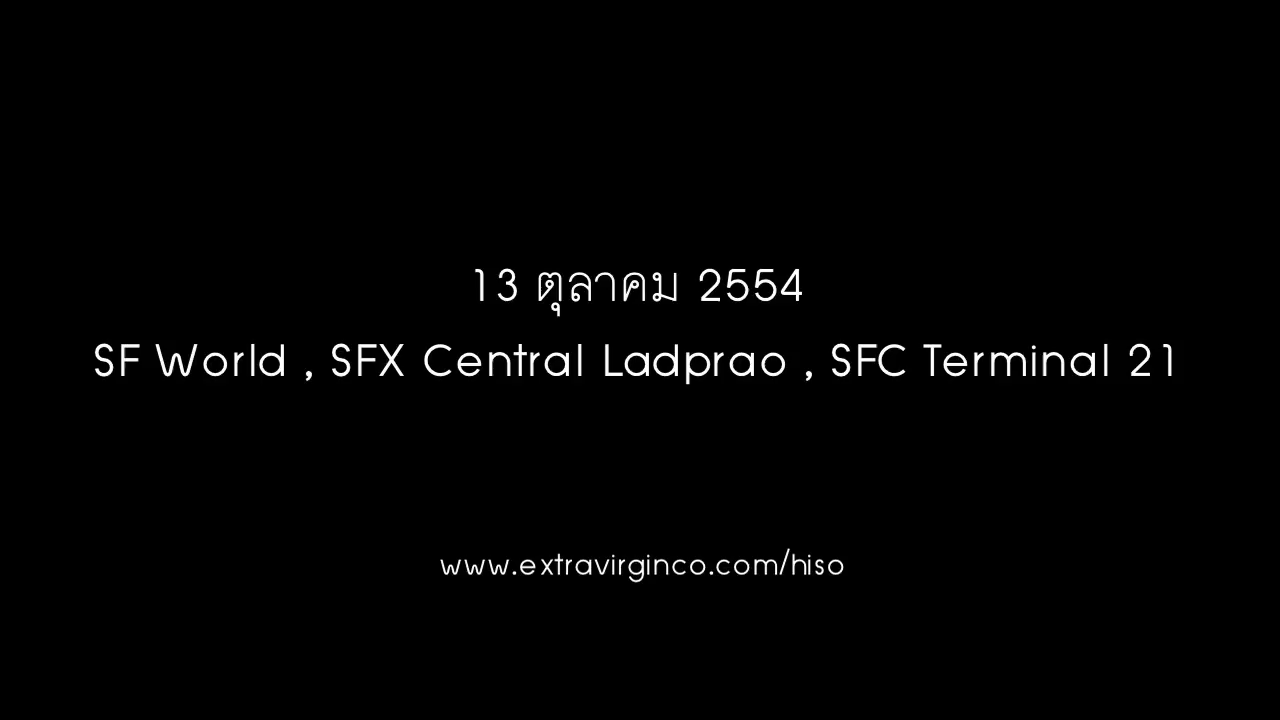 13 ตุลาคม 2554
SF World , SFX Central Ladprao , SFC Terminal 21
www.extravirginco.com/hiso